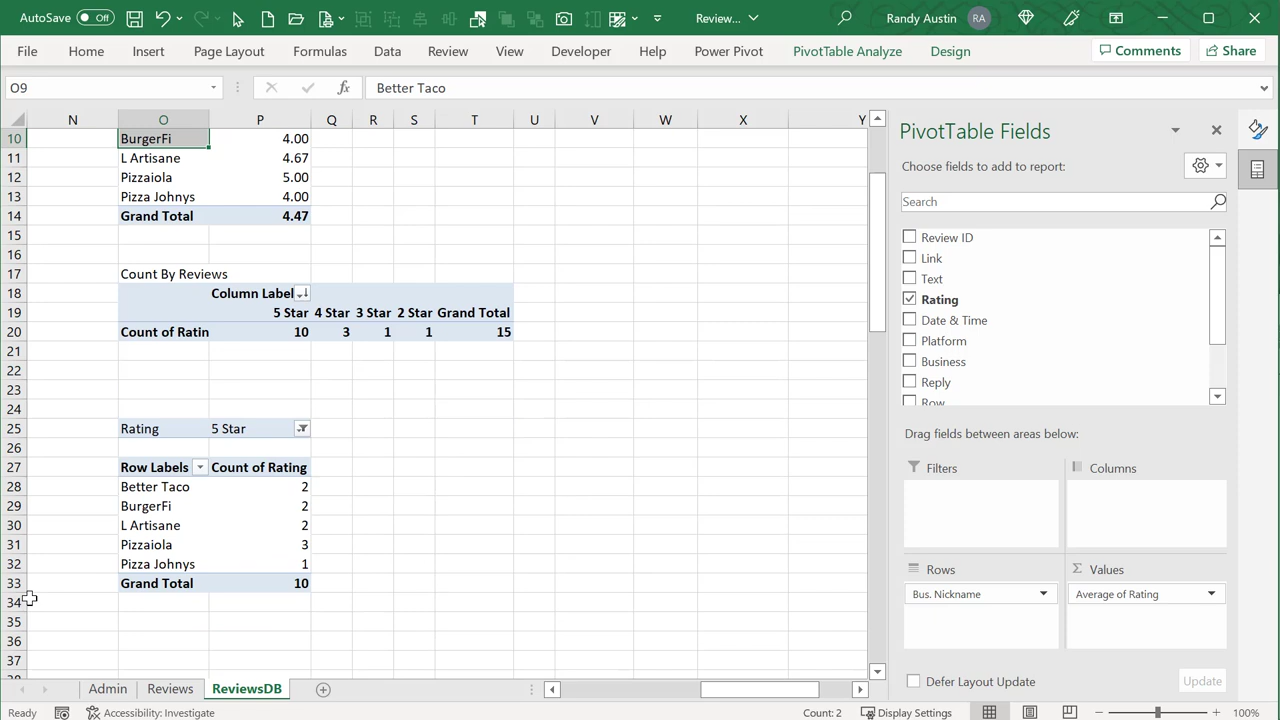 AutoSave Off Review... Randy Austin RA
File Home Insert Page Layout Formulas Data Review View Developer Help Power Pivot PivotTable Analyze Design Comments Share
O9 fx Better Taco
N O P Q R S T U V W X Y
10 BurgerFi 4.00
11 L Artisane 4.67
12 Pizzaiola 5.00
13 Pizza Johnys 4.00
14 Grand Total 4.47
15
16
17 Count By Reviews
18 Column Label
19 5 Star 4 Star 3 Star 2 Star Grand Total
20 Count of Ratin 10 3 1 1 15
21
22
23
24
25 Rating 5 Star
26
27 Row Labels Count of Rating
28 Better Taco 2
29 BurgerFi 2
30 L Artisane 2
31 Pizzaiola 3
32 Pizza Johnys 1
33 Grand Total 10
34
35
36
37
PivotTable Fields
Choose fields to add to report:
Search
Review ID
Link
Text
Rating
Date & Time
Platform
Business
Reply
Row
Drag fields between areas below:
Filters Columns
Rows Values
Bus. Nickname Average of Rating
Defer Layout Update Update
Admin Reviews ReviewsDB
Ready Accessibility: Investigate Count: 2 Display Settings 100%